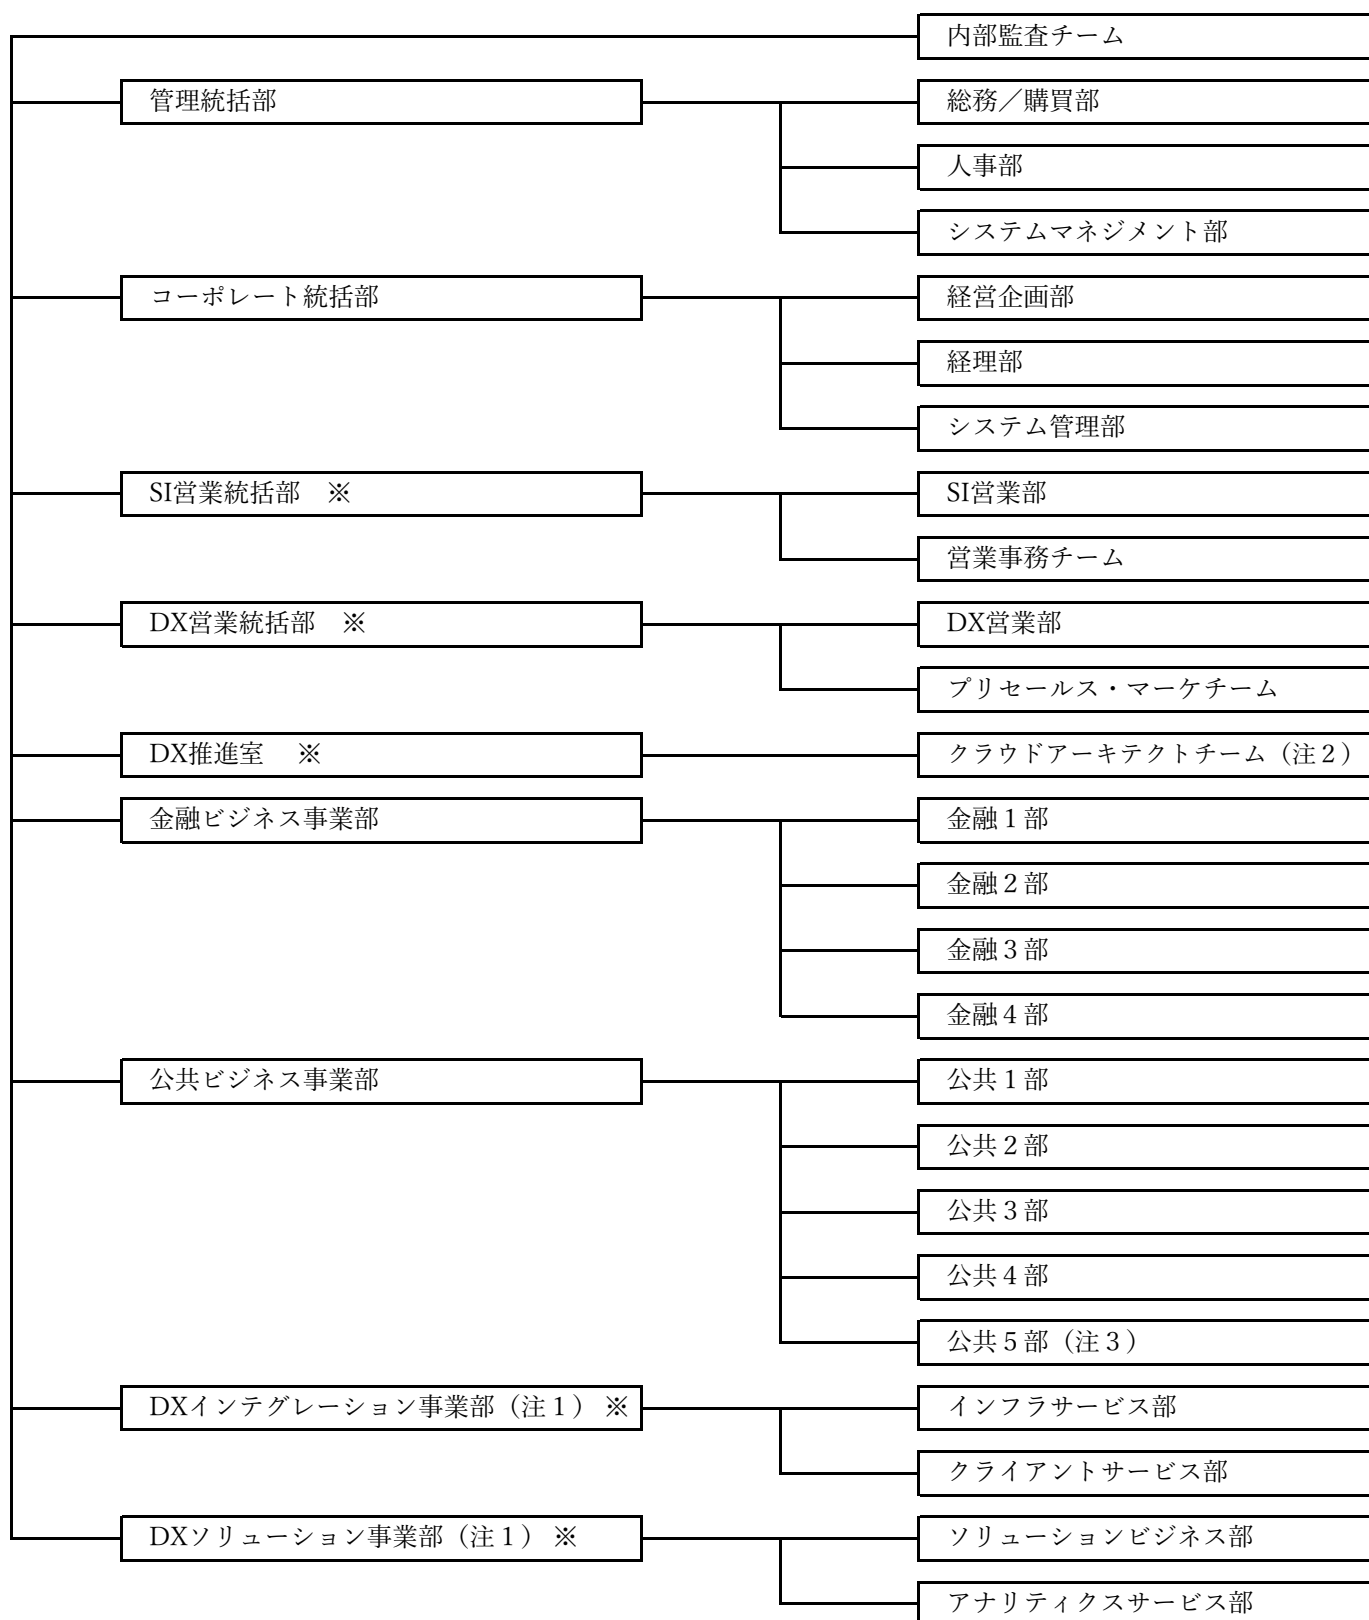 内部監査チーム
管理統括部
総務／購買部
人事部
システムマネジメント部
コーポレート統括部
経営企画部
経理部
システム管理部
SI営業統括部　※
SI営業部
営業事務チーム
DX営業統括部　※
DX営業部
プリセールス・マーケチーム
DX推進室　※
クラウドアーキテクトチーム（注２）
金融ビジネス事業部
金融１部
金融２部
金融３部
金融４部
公共ビジネス事業部
公共１部
公共２部
公共３部
公共４部
公共５部（注３）
DXインテグレーション事業部（注１）※
インフラサービス部
クライアントサービス部
DXソリューション事業部（注１）※
ソリューションビジネス部
アナリティクスサービス部